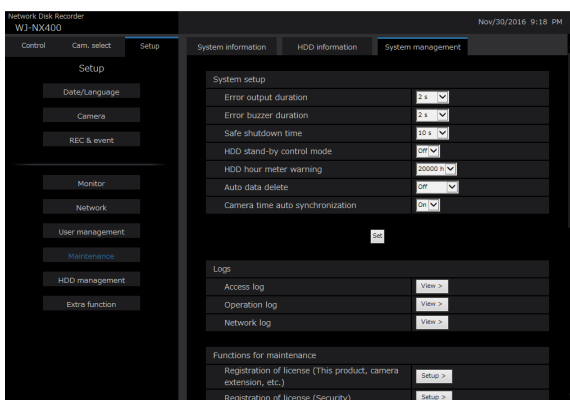 Network Disk Recorder
WJ-NX400
Nov/30/2016 9:18 PM
Control Cam. select Setup
System information HDD information System management
Setup
Date/Language
Camera
REC & event
Monitor
Network
User management
Maintenance
HDD management
Extra function
System setup
Error output duration 2 s
Error buzzer duration 2 s
Safe shutdown time 10 s
HDD stand-by control mode Off
HDD hour meter warning 20000 h
Auto data delete Off
Camera time auto synchronization On
Set
Logs
Access log View >
Operation log View >
Network log View >
Functions for maintenance
Registration of license (This product, camera
extension, etc.) Setup >
Registration of license (Security) Setup >